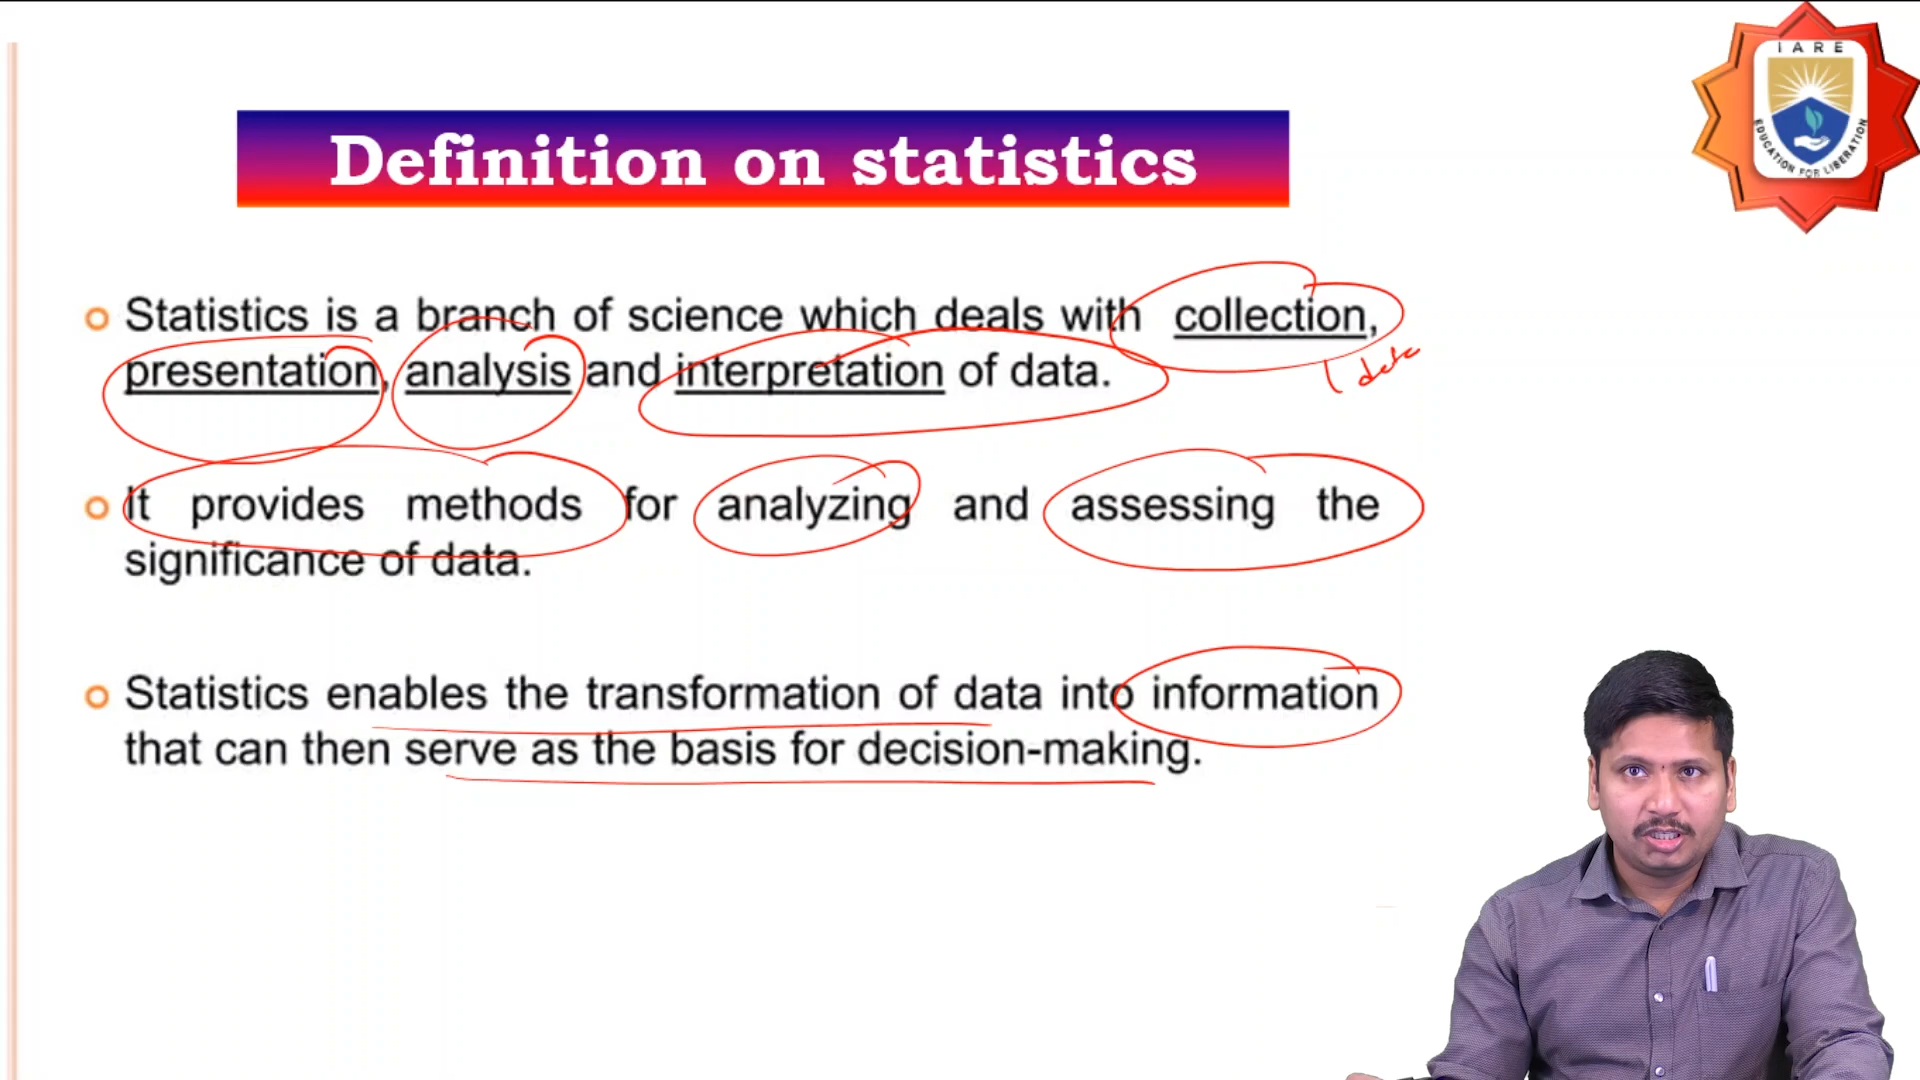 IARE
EDUCATION FOR LIBERATION
Definition on statistics
Statistics is a branch of science which deals with collection,
presentation, analysis and interpretation of data.
data
It provides methods for analyzing and assessing the
significance of data.
Statistics enables the transformation of data into information
that can then serve as the basis for decision-making.